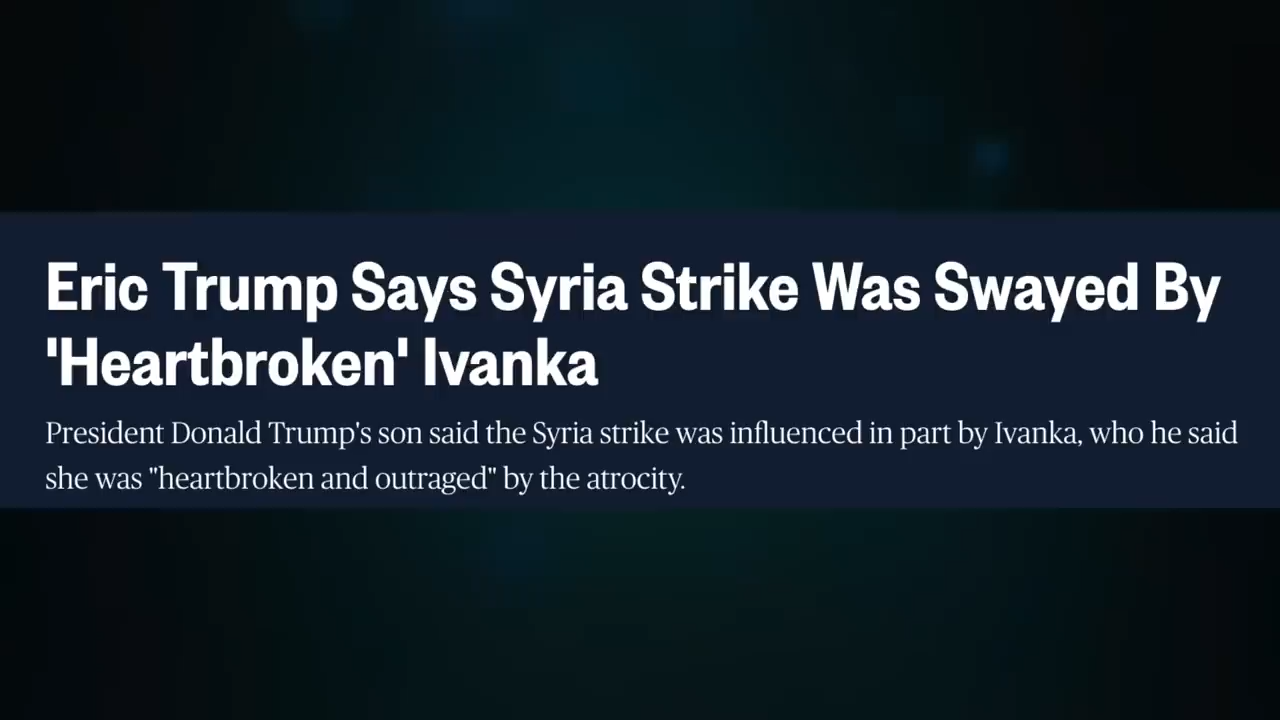 Eric Trump Says Syria Strike Was Swayed By
'Heartbroken' Ivanka
President Donald Trump's son said the Syria strike was influenced in part by Ivanka, who he said
she was "heartbroken and outraged" by the atrocity.